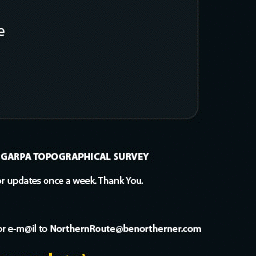 e
GARPA TOPOGRAPHICAL SURVEY
or updates once a week. Thank You.
or e-m@il to NorthernRoute@benortherner.com